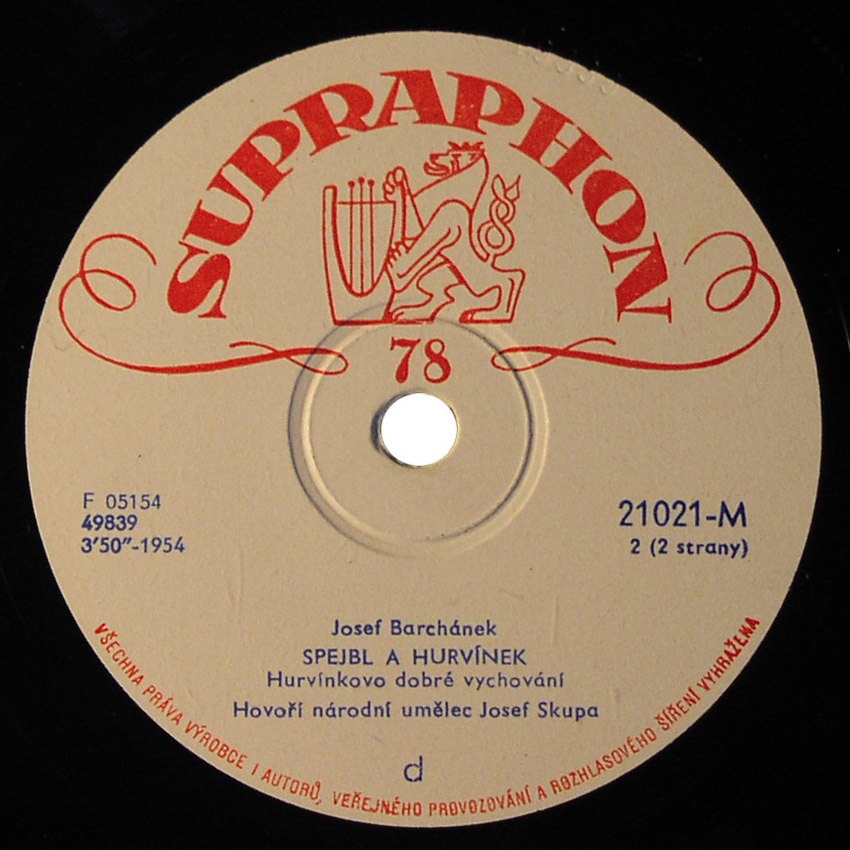 SUPRAPHON
78
F 05154
49839
3'50"-1954
21021-M
2 (2 strany)
Josef Barchánek
SPEJBL A HURVÍNEK
Hurvínkovo dobré vychování
Hovoří národní umělec Josef Skupa
d
VŠECHNA PRÁVA VÝROBCE I AUTORŮ, VEŘEJNÉHO PROVOZOVÁNÍ A ROZHLASOVÉHO ŠÍŘENÍ VYHRAŽENA